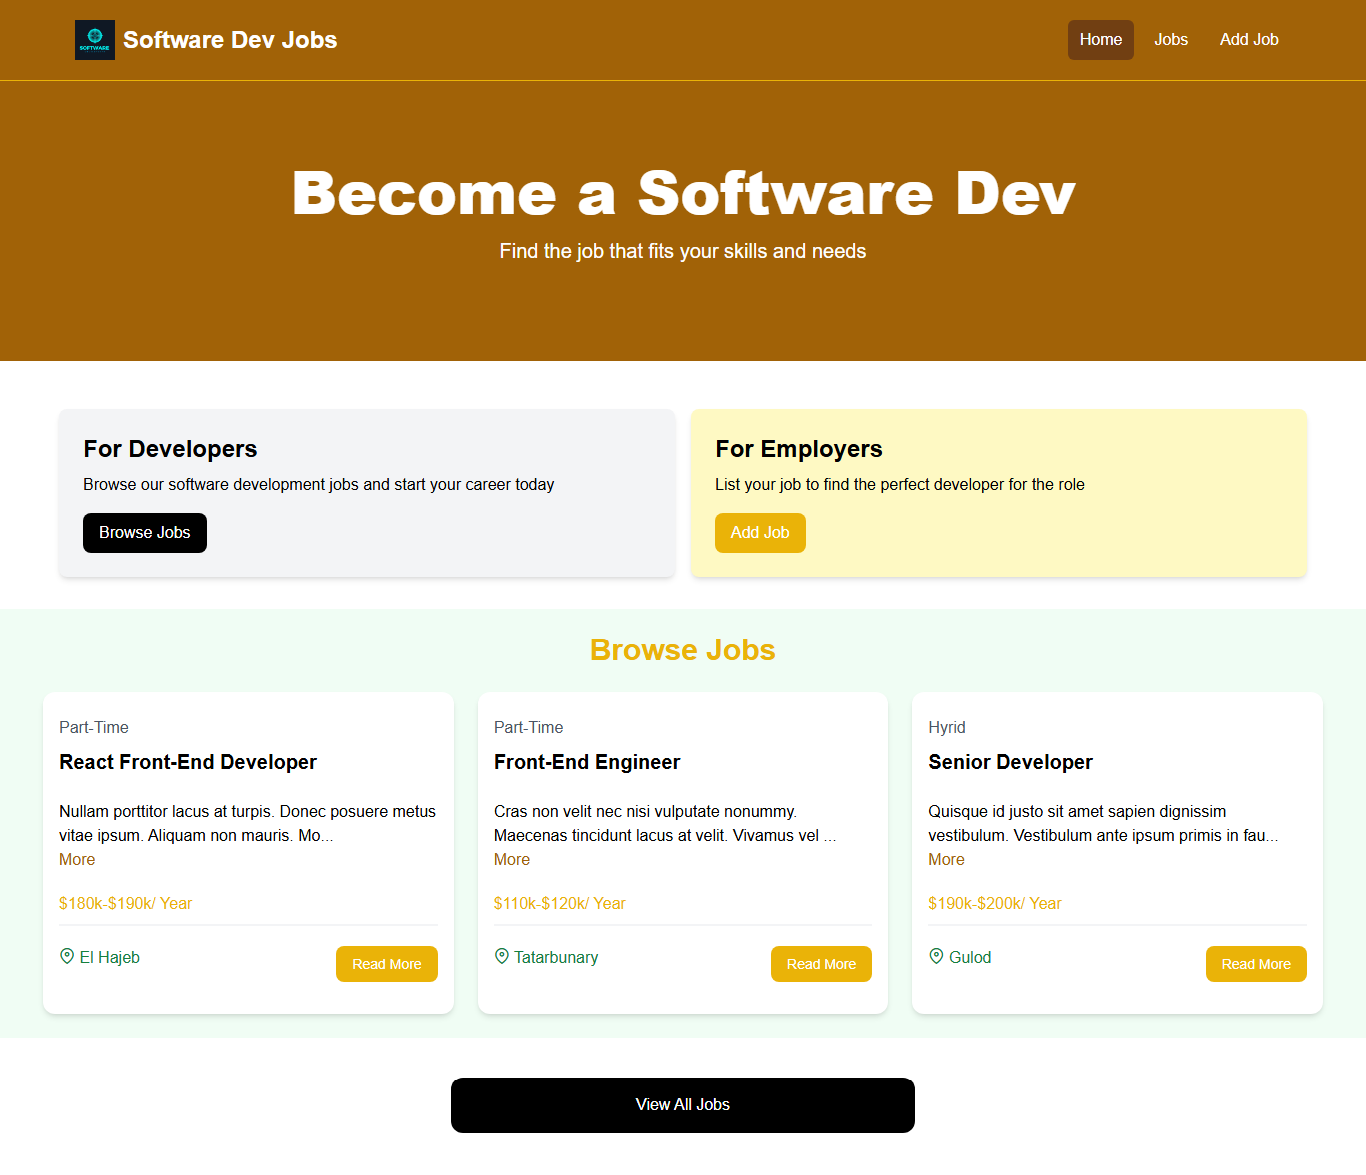 SOFTWARE
Software Dev Jobs
Home
Jobs
Add Job
Become a Software Dev
Find the job that fits your skills and needs
For Developers
Browse our software development jobs and start your career today
Browse Jobs
For Employers
List your job to find the perfect developer for the role
Add Job
Browse Jobs
Part-Time
React Front-End Developer
Nullam porttitor lacus at turpis. Donec posuere metus
vitae ipsum. Aliquam non mauris. Mo...
More
$180k-$190k/ Year
El Hajeb
Read More
Part-Time
Front-End Engineer
Cras non velit nec nisi vulputate nonummy.
Maecenas tincidunt lacus at velit. Vivamus vel ...
More
$110k-$120k/ Year
Tatarbunary
Read More
Hyrid
Senior Developer
Quisque id justo sit amet sapien dignissim
vestibulum. Vestibulum ante ipsum primis in fau...
More
$190k-$200k/ Year
Gulod
Read More
View All Jobs